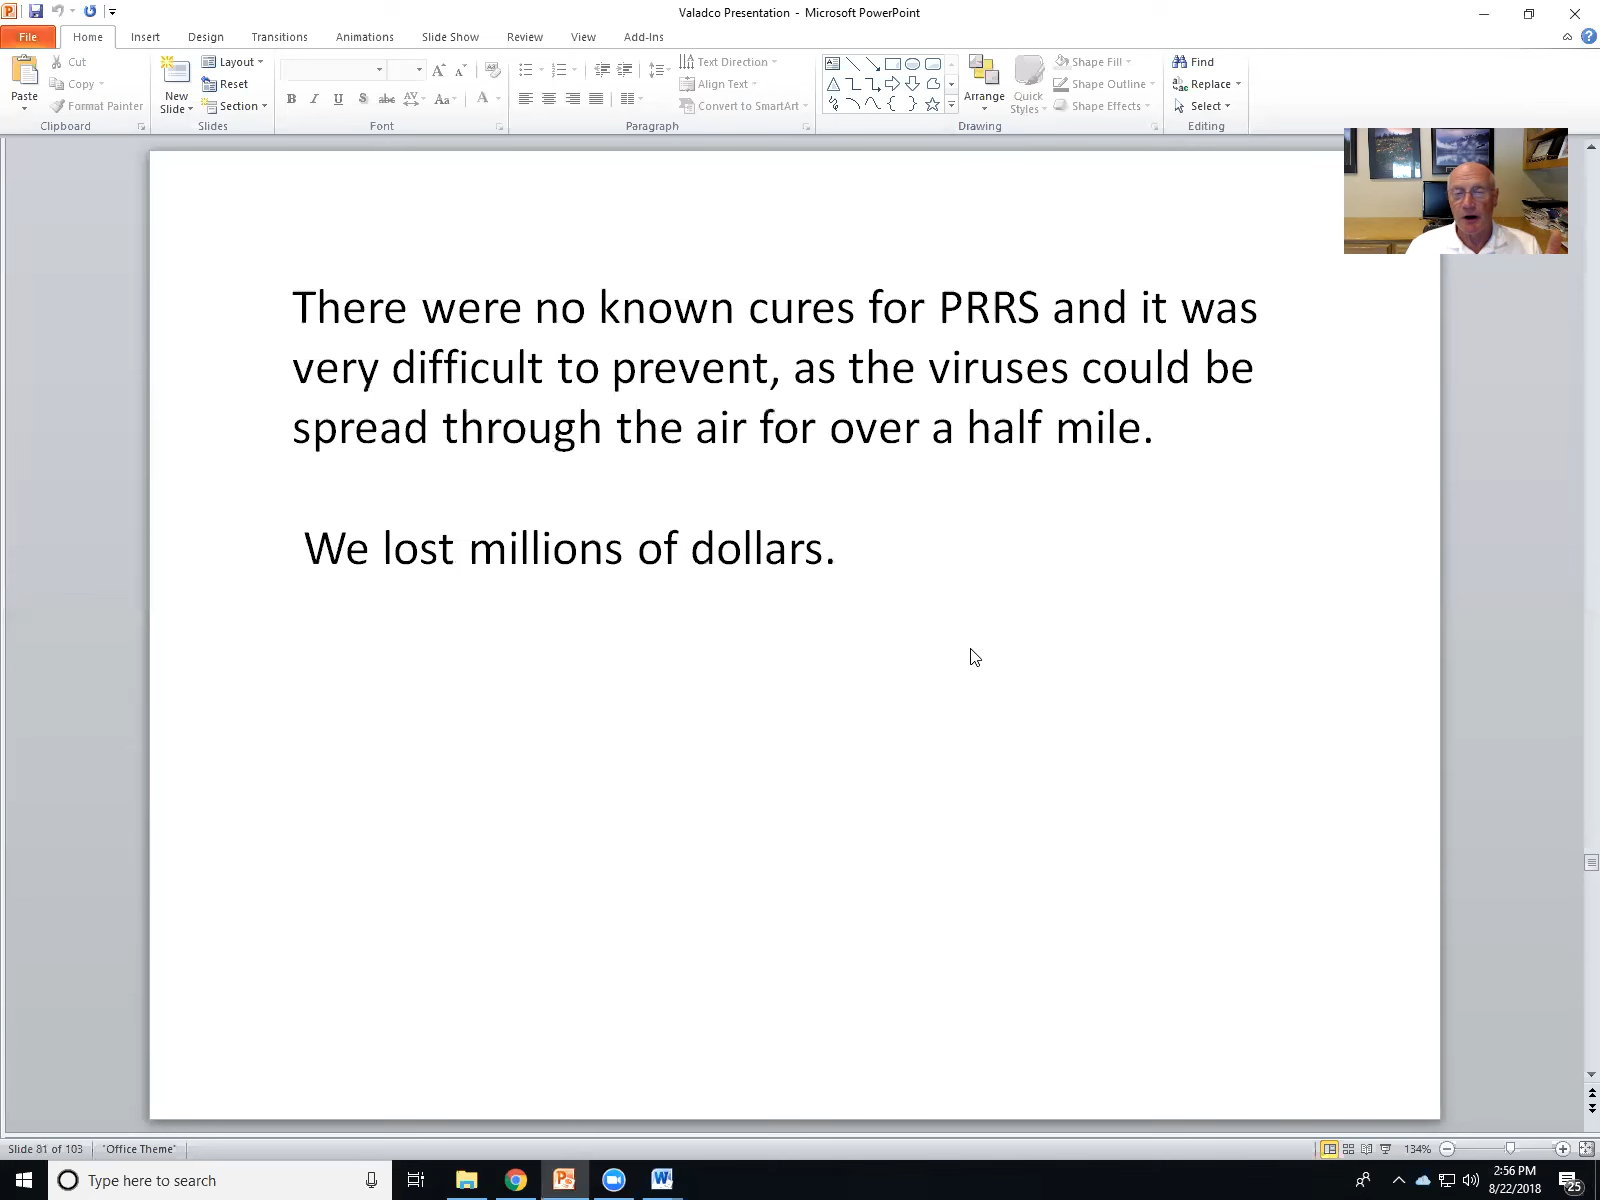 Valadco Presentation - Microsoft PowerPoint
File Home Insert Design Transitions Animations Slide Show Review View Add-Ins
Paste
Cut
Copy
Format Painter
Clipboard
New Slide
Layout
Reset
Section
Slides
Font
Text Direction
Align Text
Convert to SmartArt
Paragraph
Arrange
Quick Styles
Shape Fill
Shape Outline
Shape Effects
Drawing
Find
Replace
Select
Editing
There were no known cures for PRRS and it was
very difficult to prevent, as the viruses could be
spread through the air for over a half mile.
We lost millions of dollars.
Slide 81 of 103 "Office Theme" 134%
Type here to search
2:56 PM
8/22/2018
25